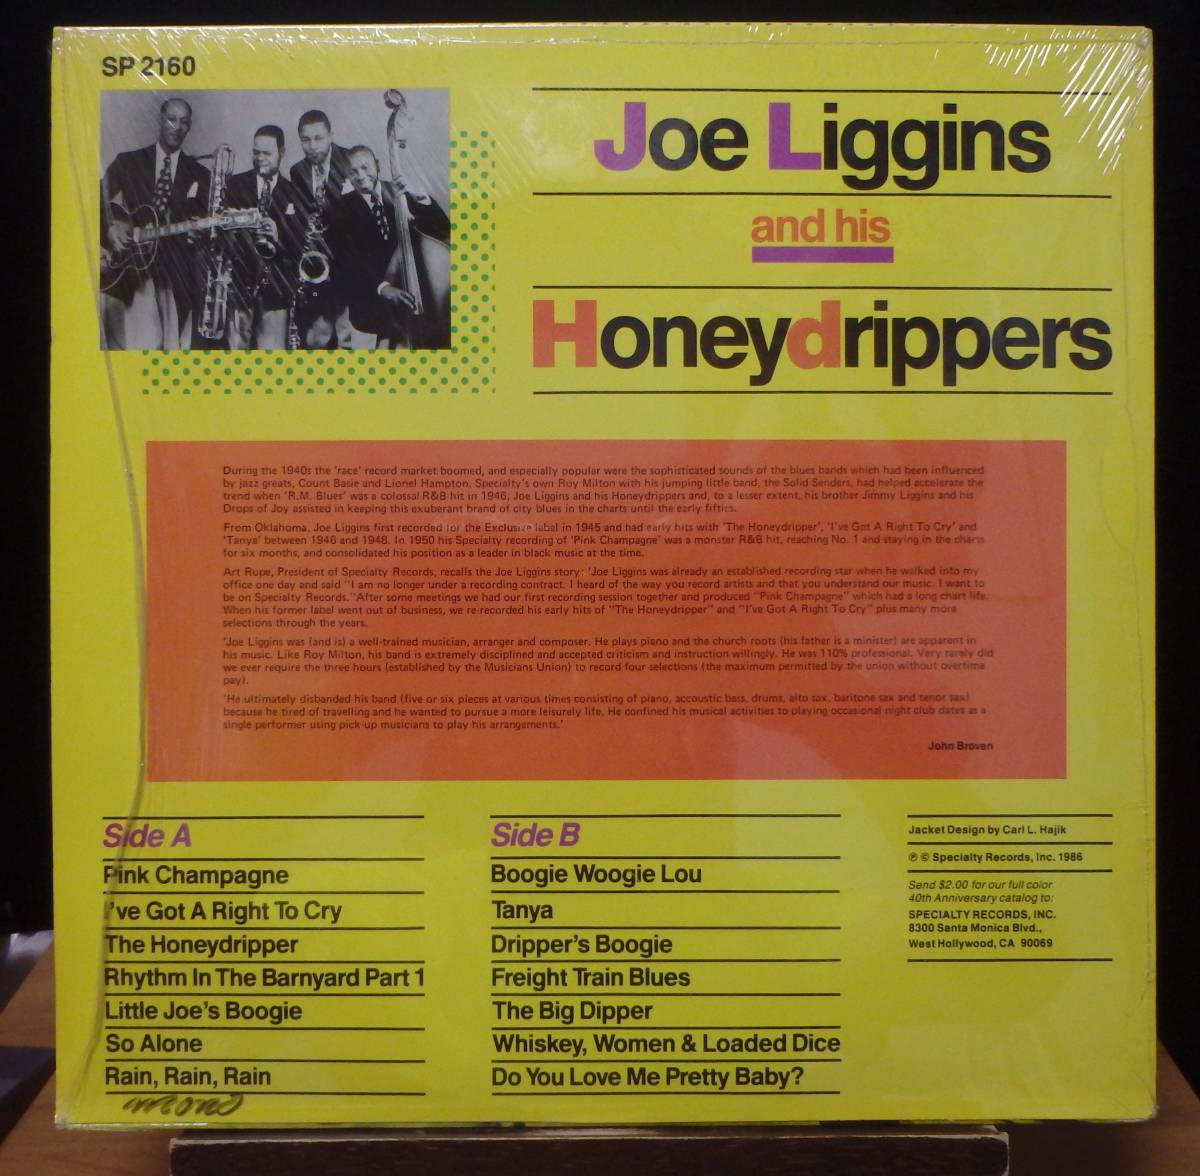 SP 2160
Joe Liggins
and his
Honeydrippers
During the 1940s the 'race' record market boomed, and especially popular were the sophisticated sounds of the blues bands which had been influenced
by jazz greats, Count Basie and Lionel Hampton. Specialty's own Roy Milton with his jumping little band, the Solid Senders, had helped accelerate the
trend when 'R.M. Blues' was a colossal R&B hit in 1946. Joe Liggins and his Honeydrippers and, to a lesser extent, his brother Jimmy Liggins and his
Drops of Joy assisted in keeping this exuberant brand of city blues in the charts until the early fifties.
From Oklahoma, Joe Liggins first recorded for the Exclusive label in 1945 and had early hits with 'The Honeydripper', 'I've Got A Right To Cry' and
'Tanya' between 1946 and 1948. In 1950 his Specialty recording of 'Pink Champagne' was a monster R&B hit, reaching No. 1 and staying in the charts
for six months, and consolidated his position as a leader in black music at the time.
Art Rupe, President of Specialty Records, recalls the Joe Liggins story: 'Joe Liggins was already an established recording star when he walked into my
office one day and said "I am no longer under a recording contract. I heard of the way you record artists and that you understand our music. I want to
be on Specialty Records." After some meetings we had our first recording session together and produced "Pink Champagne" which had a long chart life.
When his former label went out of business, we re-recorded his early hits of "The Honeydripper" and "I've Got A Right To Cry" plus many more
selections through the years.
'Joe Liggins was (and is) a well-trained musician, arranger and composer. He plays piano and the church roots (his father is a minister) are apparent in
his music. Like Roy Milton, his band is extremely disciplined and accepted criticism and instruction willingly. He was 110% professional. Very rarely did
we ever require the three hours (established by the Musicians Union) to record four selections (the maximum permitted by the union without overtime
pay).
'He ultimately disbanded his band (five or six pieces at various times consisting of piano, accoustic bass, drums, alto sax, baritone sax and tenor sax)
because he tired of travelling and he wanted to pursue a more leisurely life. He confined his musical activities to playing occasional night club dates as a
single performer using pick-up musicians to play his arrangements.'
John Broven
Side A
Pink Champagne
I've Got A Right To Cry
The Honeydripper
Rhythm In The Barnyard Part 1
Little Joe's Boogie
So Alone
Rain, Rain, Rain
mono
Side B
Boogie Woogie Lou
Tanya
Dripper's Boogie
Freight Train Blues
The Big Dipper
Whiskey, Women & Loaded Dice
Do You Love Me Pretty Baby?
Jacket Design by Carl L. Hajik
℗ © Specialty Records, Inc. 1986
Send $2.00 for our full color
40th Anniversary catalog to:
SPECIALTY RECORDS, INC.
8300 Santa Monica Blvd.,
West Hollywood, CA 90069